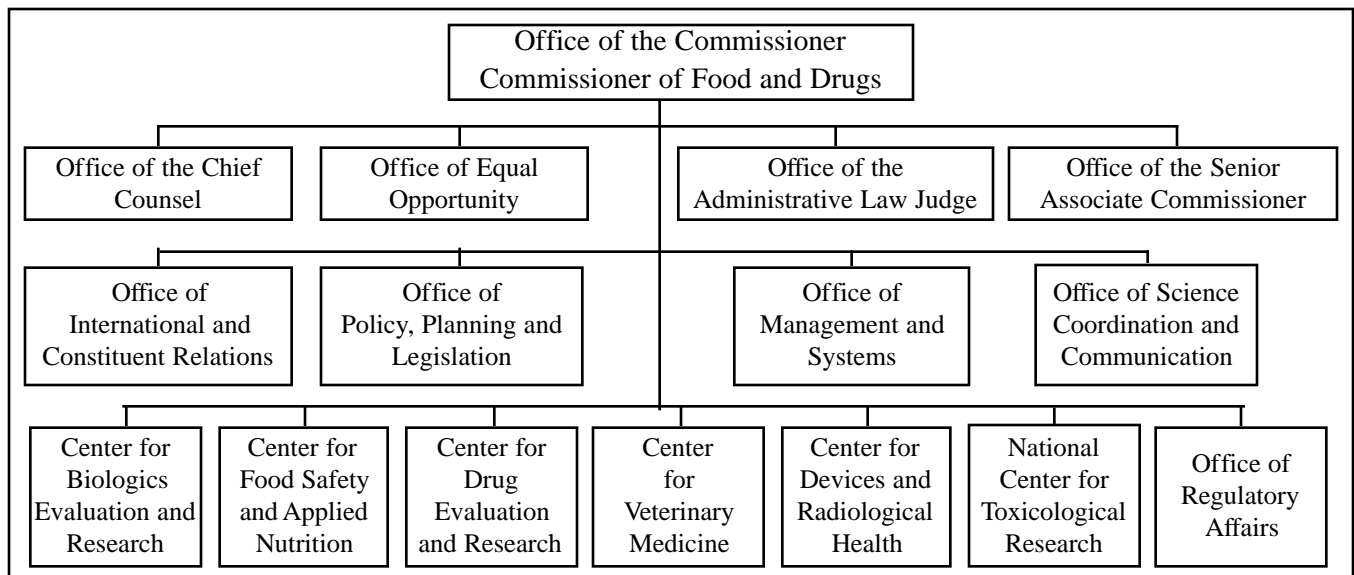 Office of the Commissioner
Commissioner of Food and Drugs
Office of the Chief
Counsel
Office of Equal
Opportunity
Office of the
Administrative Law Judge
Office of the Senior
Associate Commissioner
Office of
International and
Constituent Relations
Office of
Policy, Planning and
Legislation
Office of
Management and
Systems
Office of Science
Coordination and
Communication
Center for
Biologics
Evaluation and
Research
Center for
Food Safety
and Applied
Nutrition
Center for
Drug
Evaluation
and Research
Center
for
Veterinary
Medicine
Center for
Devices and
Radiological
Health
National
Center for
Toxicological
Research
Office of
Regulatory
Affairs